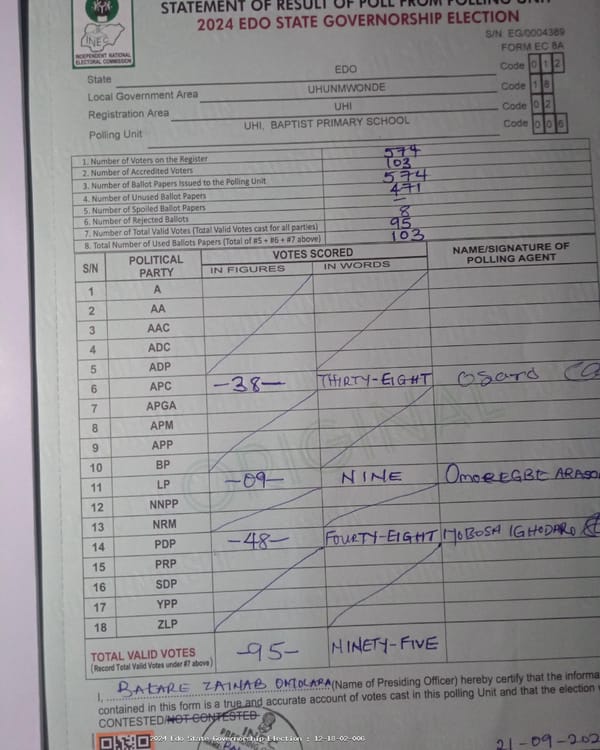 STATEMENT OF RESULT OF POLL FROM POLLING UNIT
2024 EDO STATE GOVERNORSHIP ELECTION
INEC
INDEPENDENT NATIONAL
ELECTORAL COMMISSION
S/N EG/0004389
FORM EC 8A
State EDO Code 0 1 2
Local Government Area UHUNMWONDE Code 1 8
Registration Area UHI Code 0 2
Polling Unit UHI, BAPTIST PRIMARY SCHOOL Code 0 0 6
1. Number of Voters on the Register 574
2. Number of Accredited Voters 103
3. Number of Ballot Papers Issued to the Polling Unit 574
4. Number of Unused Ballot Papers 471
5. Number of Spoiled Ballot Papers –
6. Number of Rejected Ballots 8
7. Number of Total Valid Votes (Total Valid Votes cast for all parties) 95
8. Total Number of Used Ballots Papers (Total of #5 + #6 + #7 above) 103
S/N POLITICAL PARTY VOTES SCORED NAME/SIGNATURE OF POLLING AGENT
IN FIGURES IN WORDS
1 A
2 AA
3 AAC
4 ADC
5 ADP
6 APC -38- THIRTY-EIGHT Osaro
7 APGA
8 APM
9 APP
10 BP
11 LP -09- NINE OMOREGBE
12 NNPP
13 NRM
14 PDP -48- FOURTY-EIGHT IGHODARO
15 PRP
16 SDP
17 YPP
18 ZLP
ORIGINAL
TOTAL VALID VOTES -95- NINETY-FIVE
(Record Total Valid Votes under #7 above)
I, BAKARE ZAINAB OMOLARA (Name of Presiding Officer) hereby certify that the informa
contained in this form is a true and accurate account of votes cast in this polling Unit and that the election
CONTESTED/NOT CONTESTED
2024 Edo State Governorship Election : 12-18-02-006
21-09-202